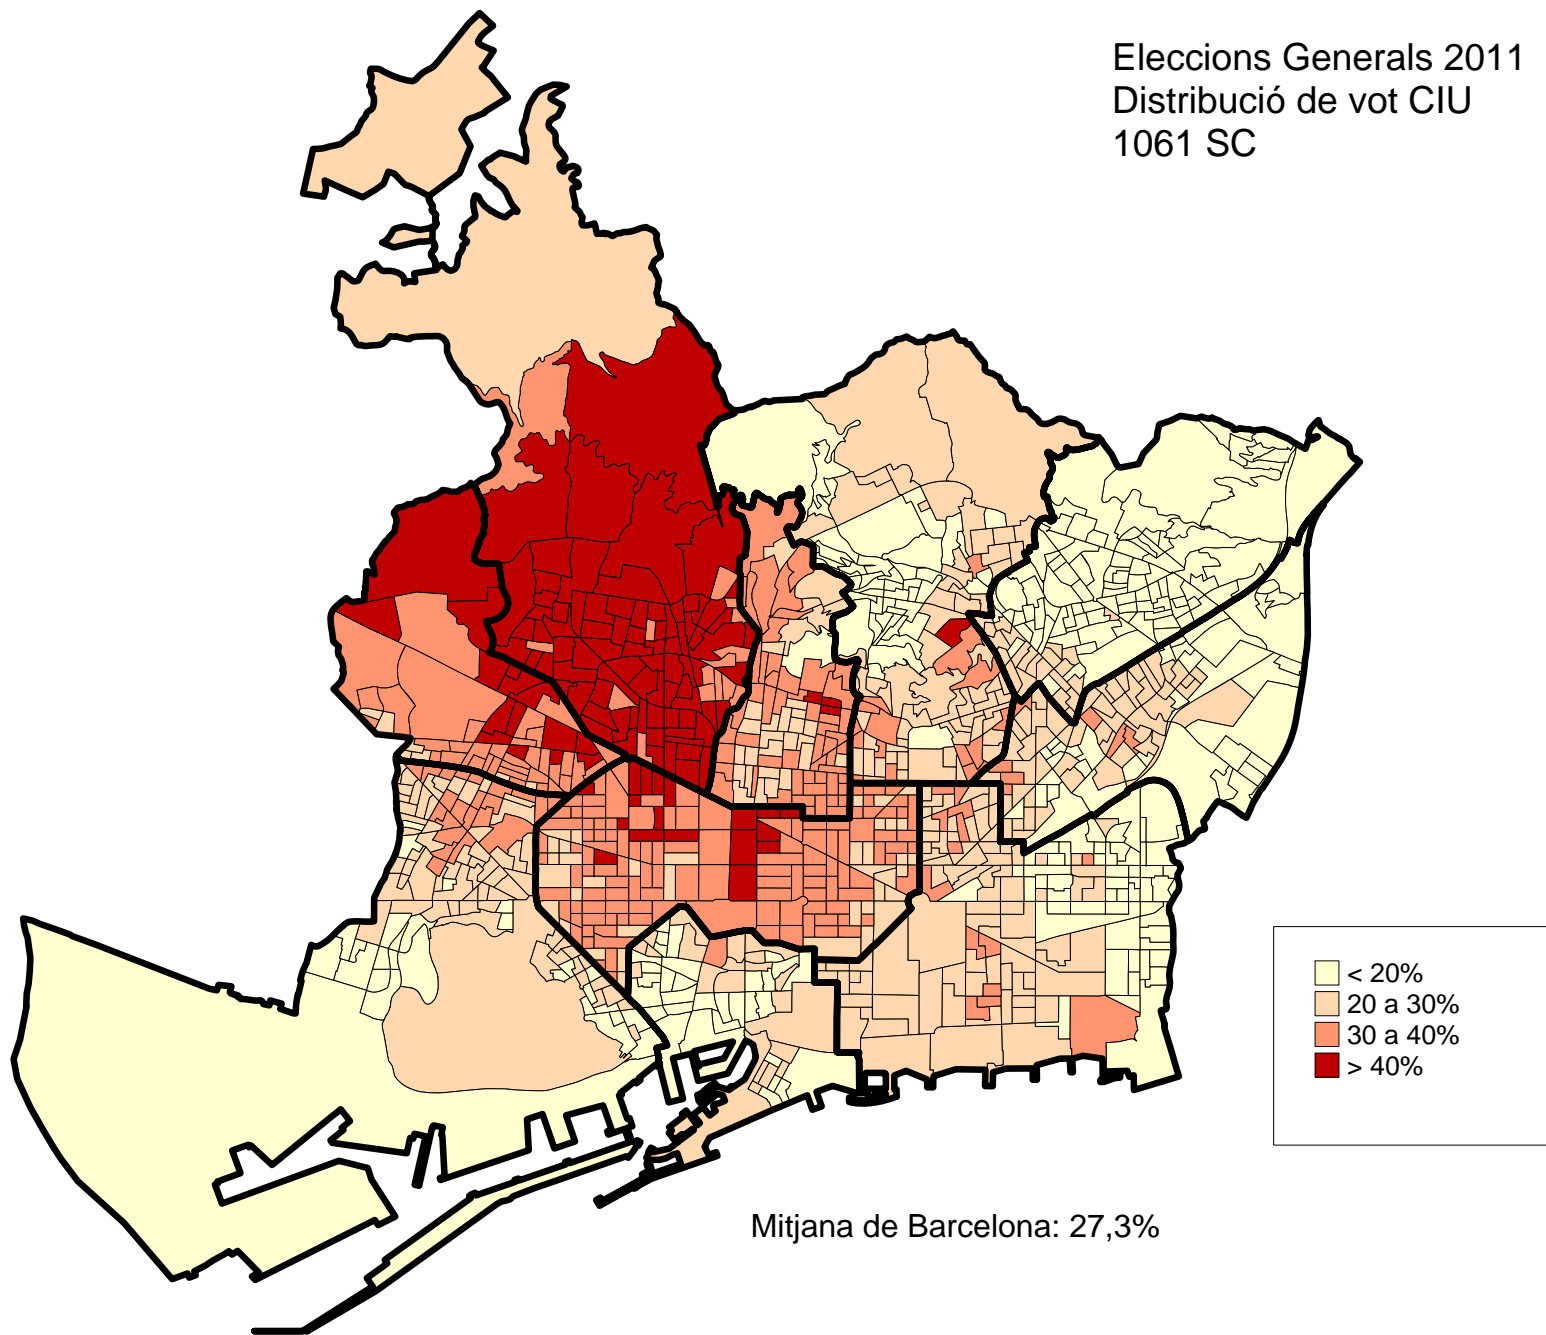 Eleccions Generals 2011
Distribució de vot CIU
1061 SC
< 20%
20 a 30%
30 a 40%
> 40%
Mitjana de Barcelona: 27,3%